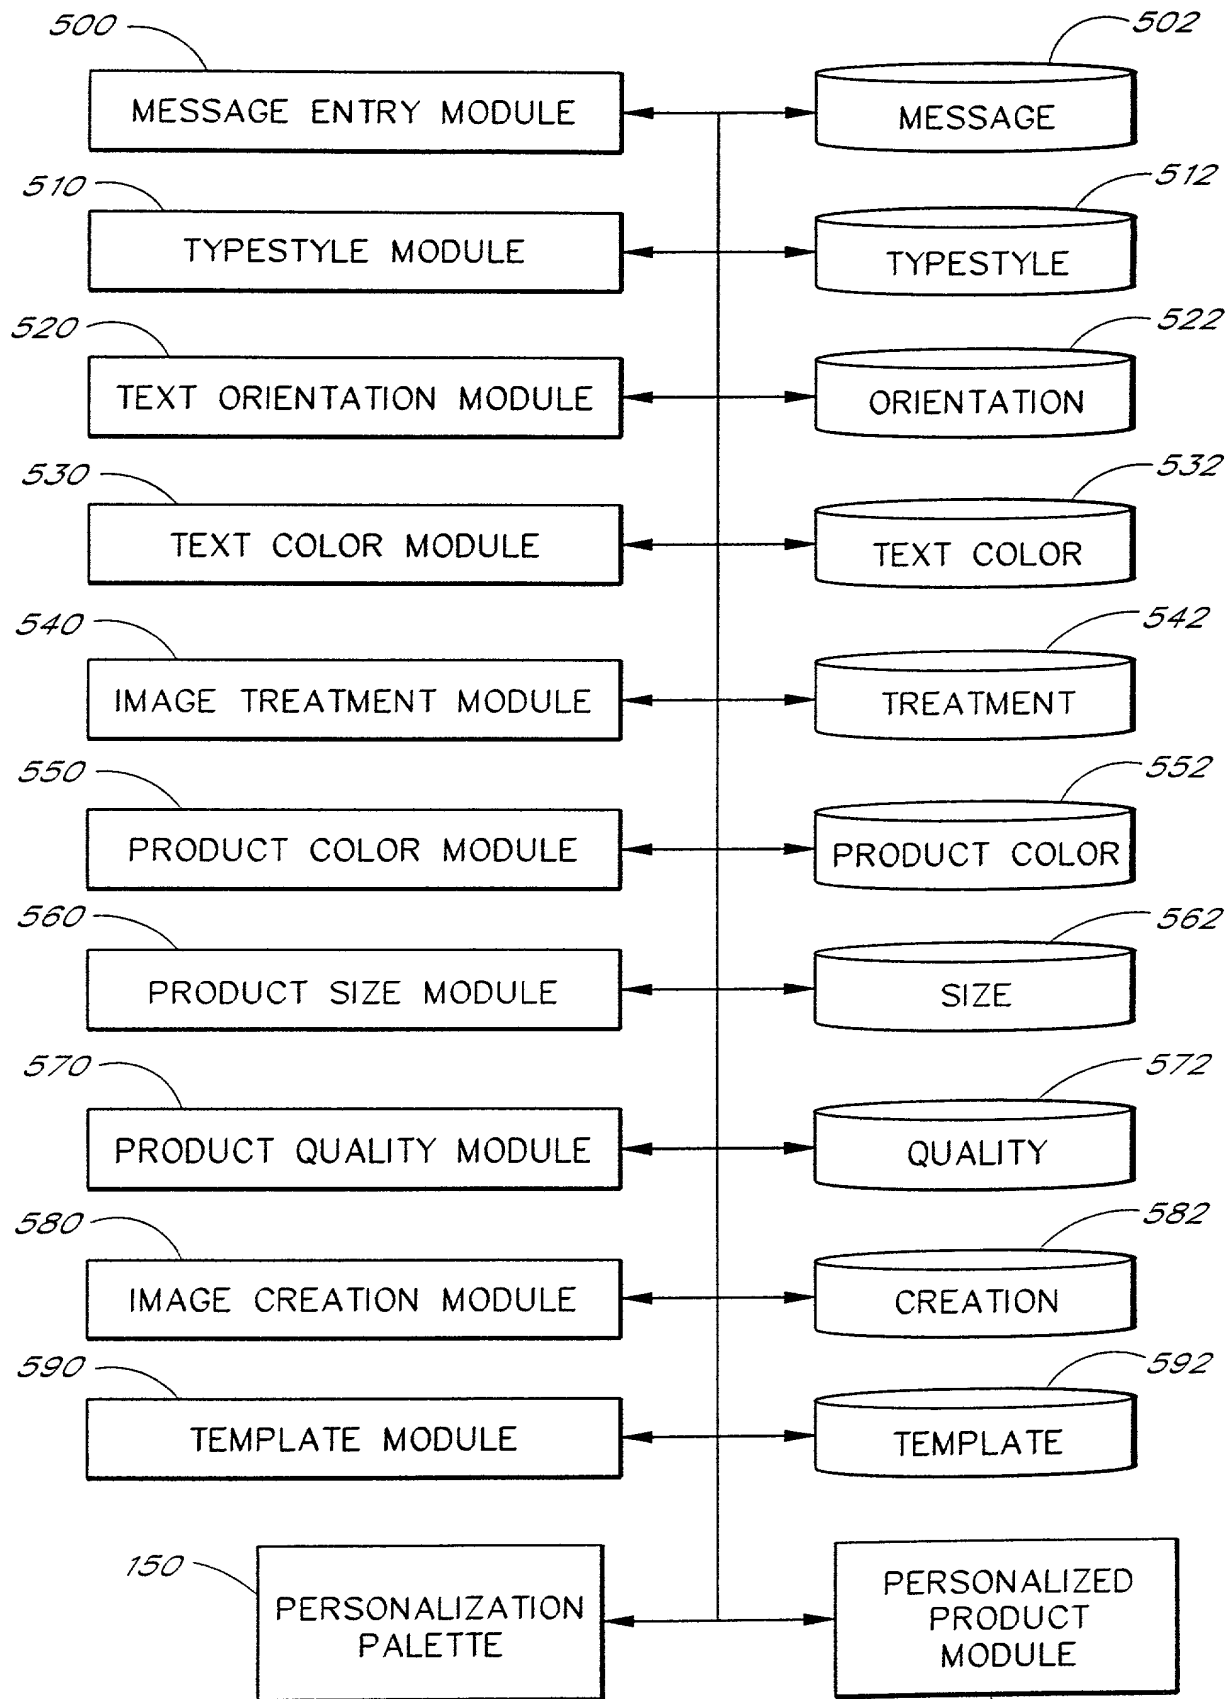 500
502
MESSAGE ENTRY MODULE
MESSAGE
510
512
TYPESTYLE MODULE
TYPESTYLE
520
522
TEXT ORIENTATION MODULE
ORIENTATION
530
532
TEXT COLOR MODULE
TEXT COLOR
540
542
IMAGE TREATMENT MODULE
TREATMENT
550
552
PRODUCT COLOR MODULE
PRODUCT COLOR
560
562
PRODUCT SIZE MODULE
SIZE
570
572
PRODUCT QUALITY MODULE
QUALITY
580
582
IMAGE CREATION MODULE
CREATION
590
592
TEMPLATE MODULE
TEMPLATE
150
PERSONALIZATION
PALETTE
PERSONALIZED
PRODUCT
MODULE